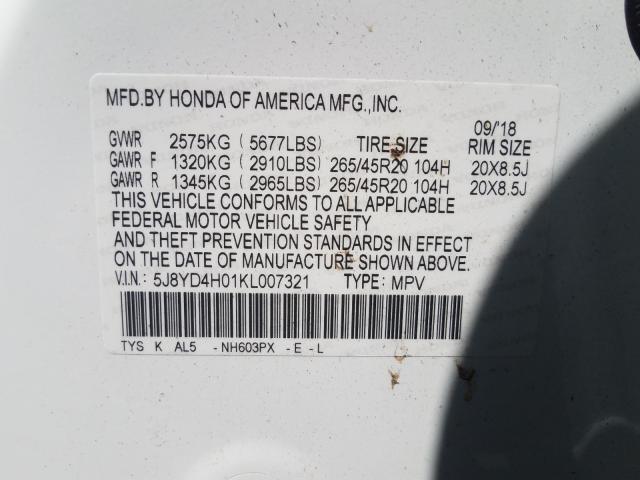 MFD.BY HONDA OF AMERICA MFG.,INC.
09/'18
GVWR 2575KG ( 5677LBS) TIRE SIZE RIM SIZE
GAWR F 1320KG ( 2910LBS) 265/45R20 104H 20X8.5J
GAWR R 1345KG ( 2965LBS) 265/45R20 104H 20X8.5J
THIS VEHICLE CONFORMS TO ALL APPLICABLE
FEDERAL MOTOR VEHICLE SAFETY
AND THEFT PREVENTION STANDARDS IN EFFECT
ON THE DATE OF MANUFACTURE SHOWN ABOVE.
V.I.N.: 5J8YD4H01KL007321 TYPE: MPV
TYS K AL5 -NH603PX -E -L